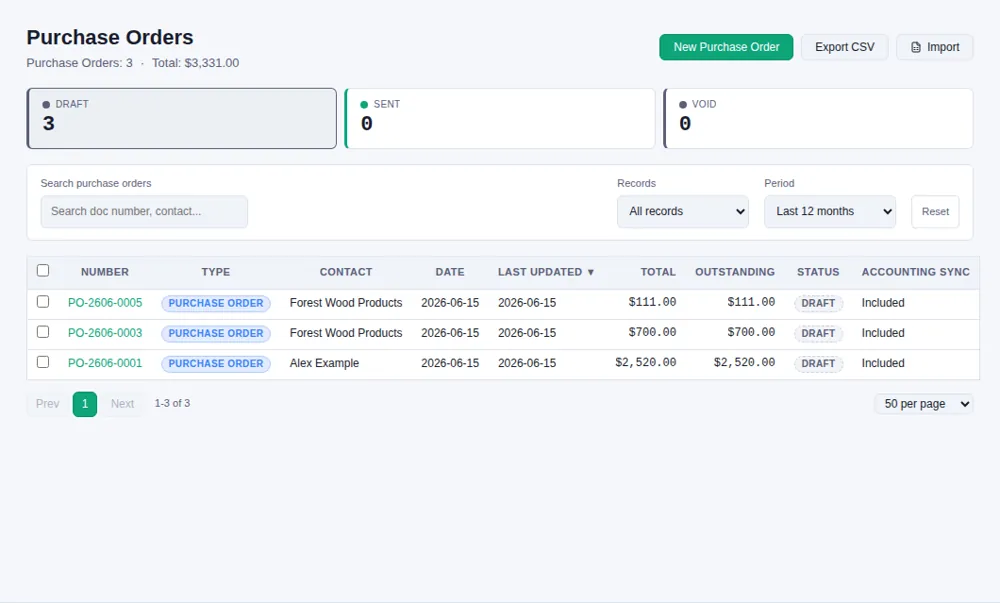 Purchase Orders
Purchase Orders: 3 · Total: $3,331.00
New Purchase Order
Export CSV
Import
DRAFT
3
SENT
0
VOID
0
Search purchase orders
Search doc number, contact...
Records
All records
Period
Last 12 months
Reset
NUMBER TYPE CONTACT DATE LAST UPDATED ▼ TOTAL OUTSTANDING STATUS ACCOUNTING SYNC
PO-2606-0005 PURCHASE ORDER Forest Wood Products 2026-06-15 2026-06-15 $111.00 $111.00 DRAFT Included
PO-2606-0003 PURCHASE ORDER Forest Wood Products 2026-06-15 2026-06-15 $700.00 $700.00 DRAFT Included
PO-2606-0001 PURCHASE ORDER Alex Example 2026-06-15 2026-06-15 $2,520.00 $2,520.00 DRAFT Included
Prev 1 Next 1-3 of 3
50 per page